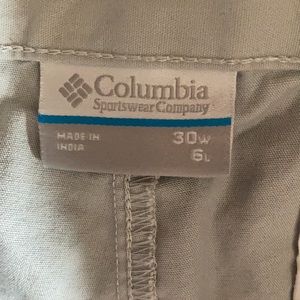 Columbia
Sportswear Company
MADE IN
INDIA
30W
6L